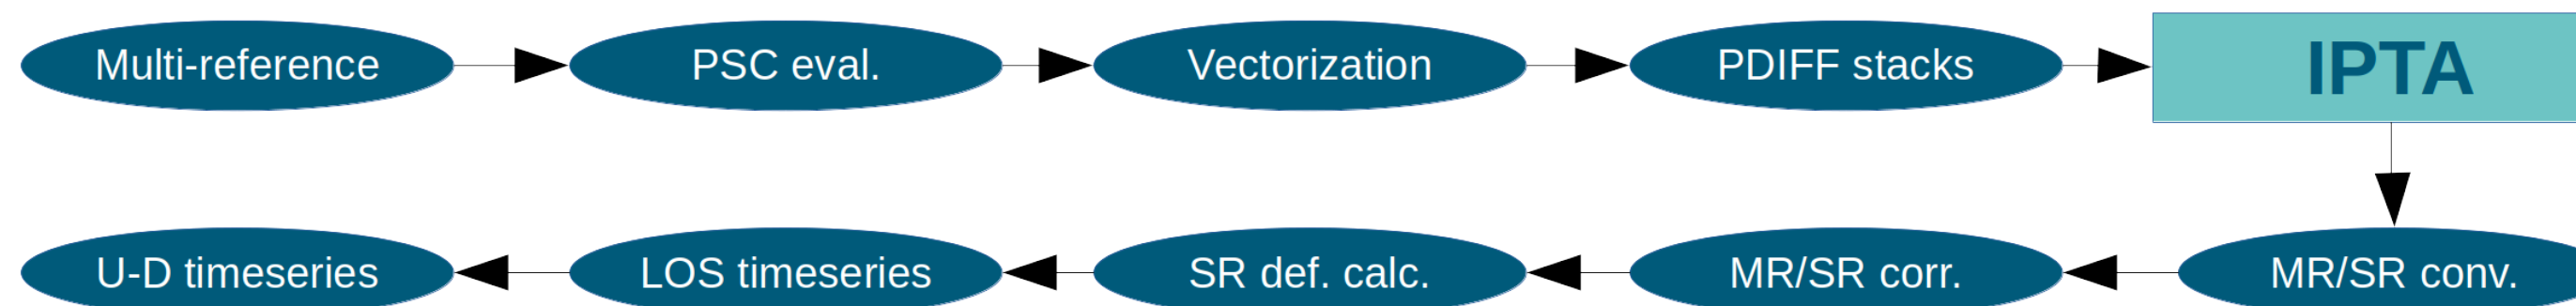 Multi-reference
PSC eval.
Vectorization
PDIFF stacks
IPTA
U-D timeseries
LOS timeseries
SR def. calc.
MR/SR corr.
MR/SR conv.